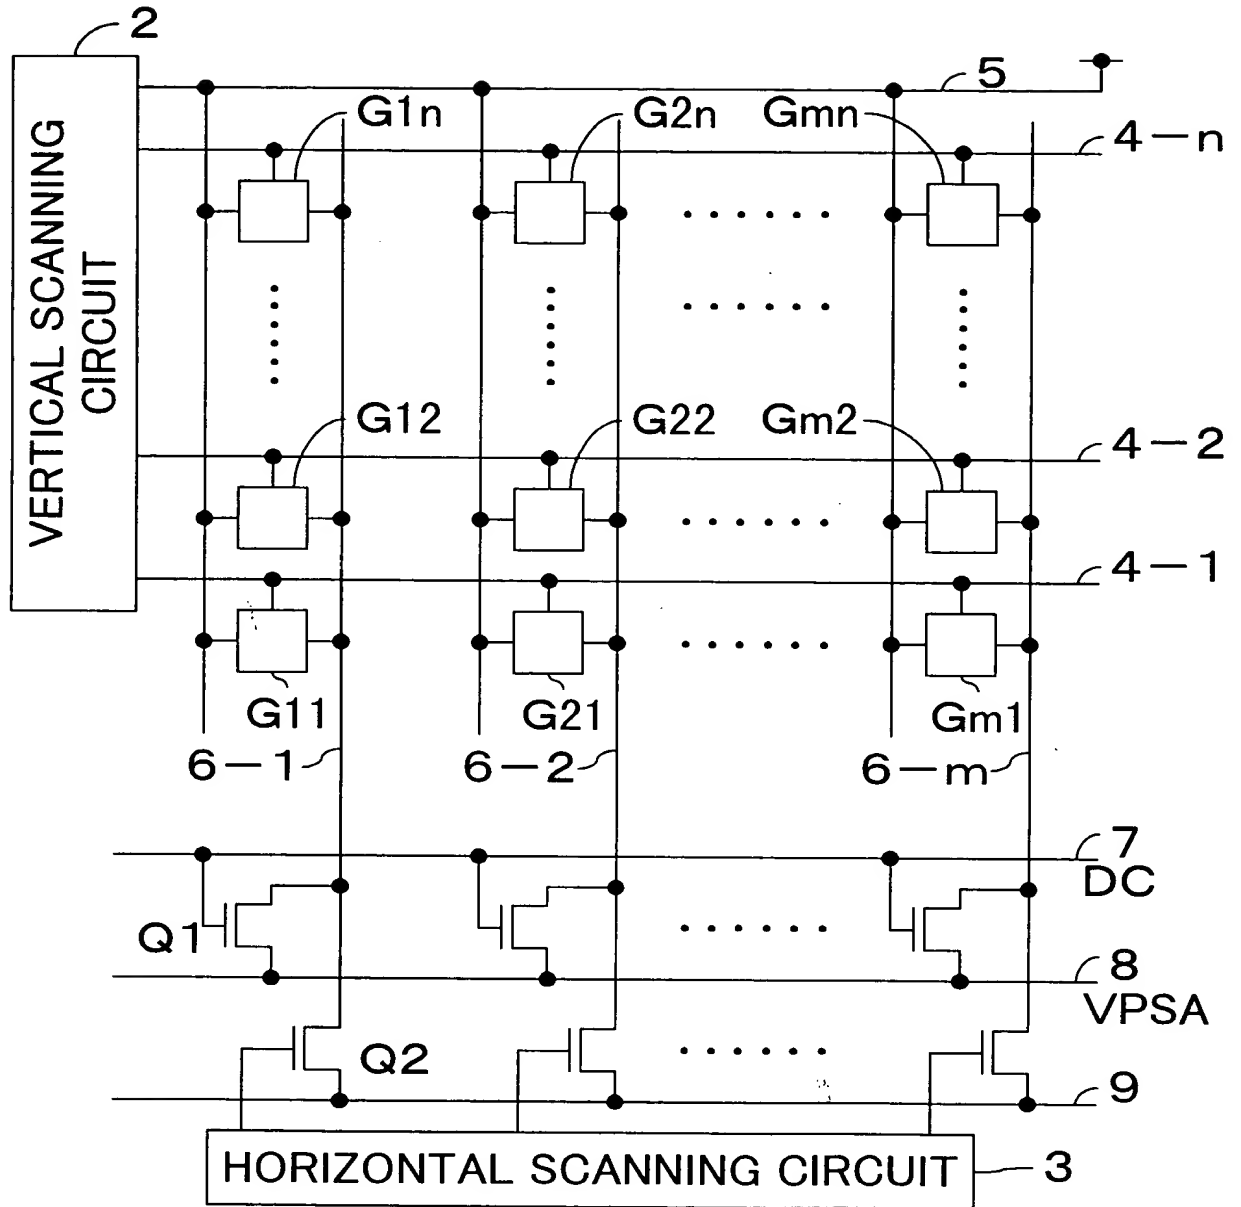 2
5
G1n
G2n
Gmn
4-n
VERTICAL SCANNING
CIRCUIT
G12
G22
Gm2
4-2
4-1
G11
G21
Gm1
6-1
6-2
6-m
7
DC
Q1
8
VPSA
Q2
9
HORIZONTAL SCANNING CIRCUIT
3